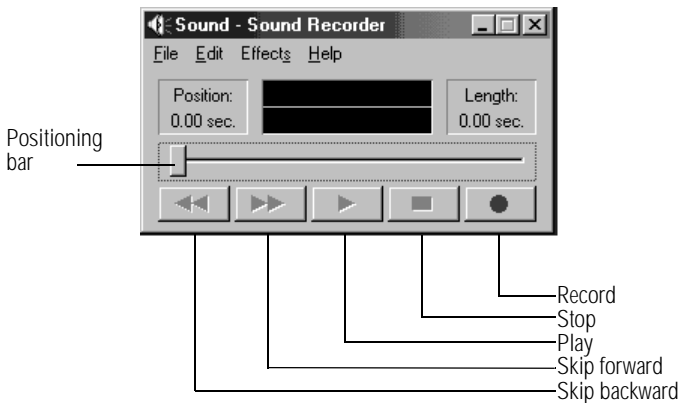 Sound - Sound Recorder
File Edit Effects Help
Position:
0.00 sec.
Length:
0.00 sec.
Positioning
bar
Record
Stop
Play
Skip forward
Skip backward